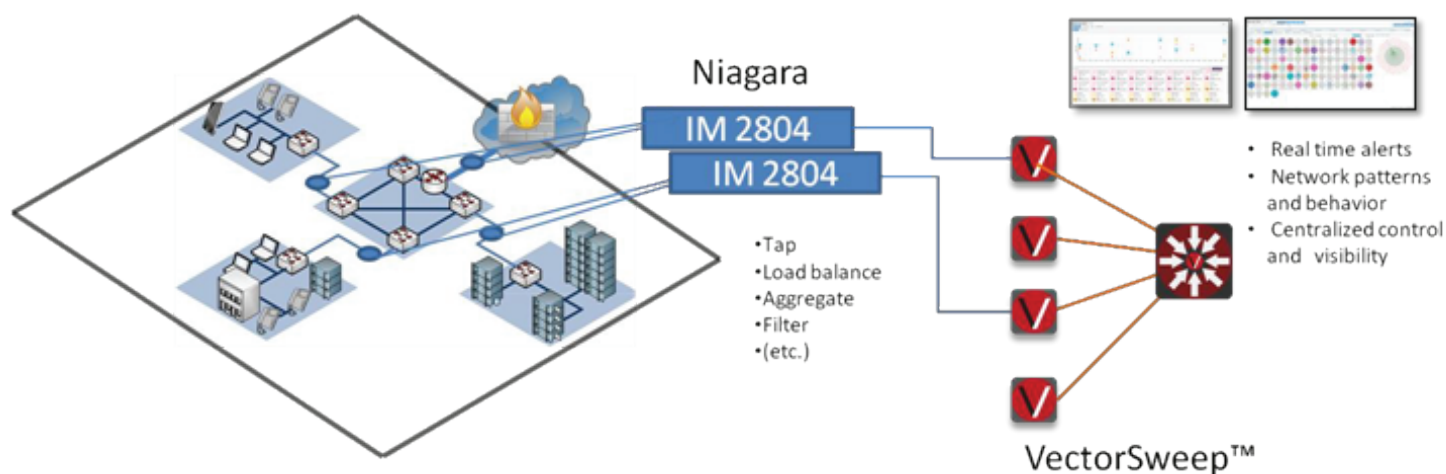 Niagara
IM 2804
IM 2804
•Tap
•Load balance
•Aggregate
•Filter
•(etc.)
• Real time alerts
• Network patterns
and behavior
• Centralized control
and visibility
VectorSweep™